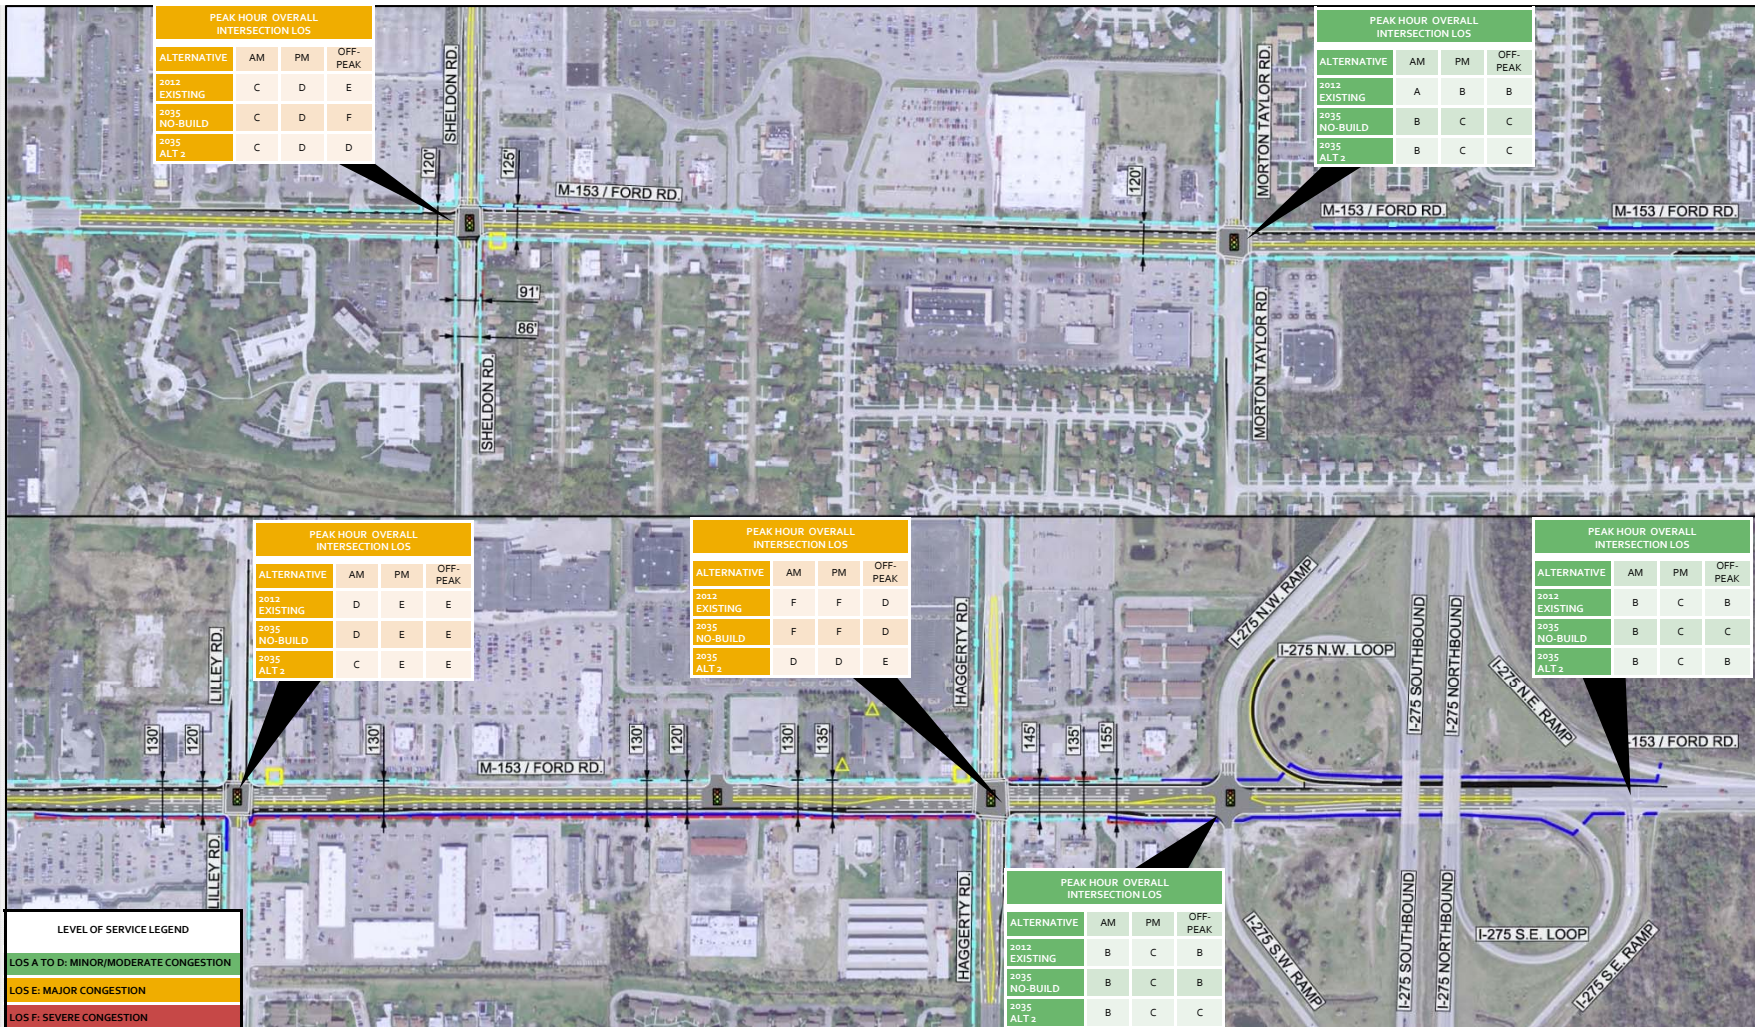 PEAK HOUR OVERALL
INTERSECTION LOS
ALTERNATIVE AM PM OFF-PEAK
2012 EXISTING C D E
2035 NO-BUILD C D F
2035 ALT 2 C D D
PEAK HOUR OVERALL
INTERSECTION LOS
ALTERNATIVE AM PM OFF-PEAK
2012 EXISTING A B B
2035 NO-BUILD B C C
2035 ALT 2 B C C
SHELDON RD.
MORTON TAYLOR RD.
120'
125'
M-153 / FORD RD.
120'
M-153 / FORD RD.
M-153 / FORD RD.
91'
86'
SHELDON RD.
MORTON TAYLOR RD.
PEAK HOUR OVERALL
INTERSECTION LOS
ALTERNATIVE AM PM OFF-PEAK
2012 EXISTING D E E
2035 NO-BUILD D E E
2035 ALT 2 C E E
PEAK HOUR OVERALL
INTERSECTION LOS
ALTERNATIVE AM PM OFF-PEAK
2012 EXISTING F F D
2035 NO-BUILD F F D
2035 ALT 2 D D E
PEAK HOUR OVERALL
INTERSECTION LOS
ALTERNATIVE AM PM OFF-PEAK
2012 EXISTING B C B
2035 NO-BUILD B C C
2035 ALT 2 B C B
LILLEY RD.
HAGGERTY RD.
I-275 N.W. RAMP
I-275 N.W. LOOP
I-275 SOUTHBOUND
I-275 NORTHBOUND
I-275 N.E. RAMP
130'
120'
130'
M-153 / FORD RD.
130'
120'
130'
135'
145'
135'
155'
-153 / FORD RD.
LILLEY RD.
HAGGERTY RD.
PEAK HOUR OVERALL
INTERSECTION LOS
ALTERNATIVE AM PM OFF-PEAK
2012 EXISTING B C B
2035 NO-BUILD B C B
2035 ALT 2 B C C
I-275 S.W. RAMP
I-275 SOUTHBOUND
I-275 NORTHBOUND
I-275 S.E. LOOP
I-275 S.E. RAMP
LEVEL OF SERVICE LEGEND
LOS A TO D: MINOR/MODERATE CONGESTION
LOS E: MAJOR CONGESTION
LOS F: SEVERE CONGESTION